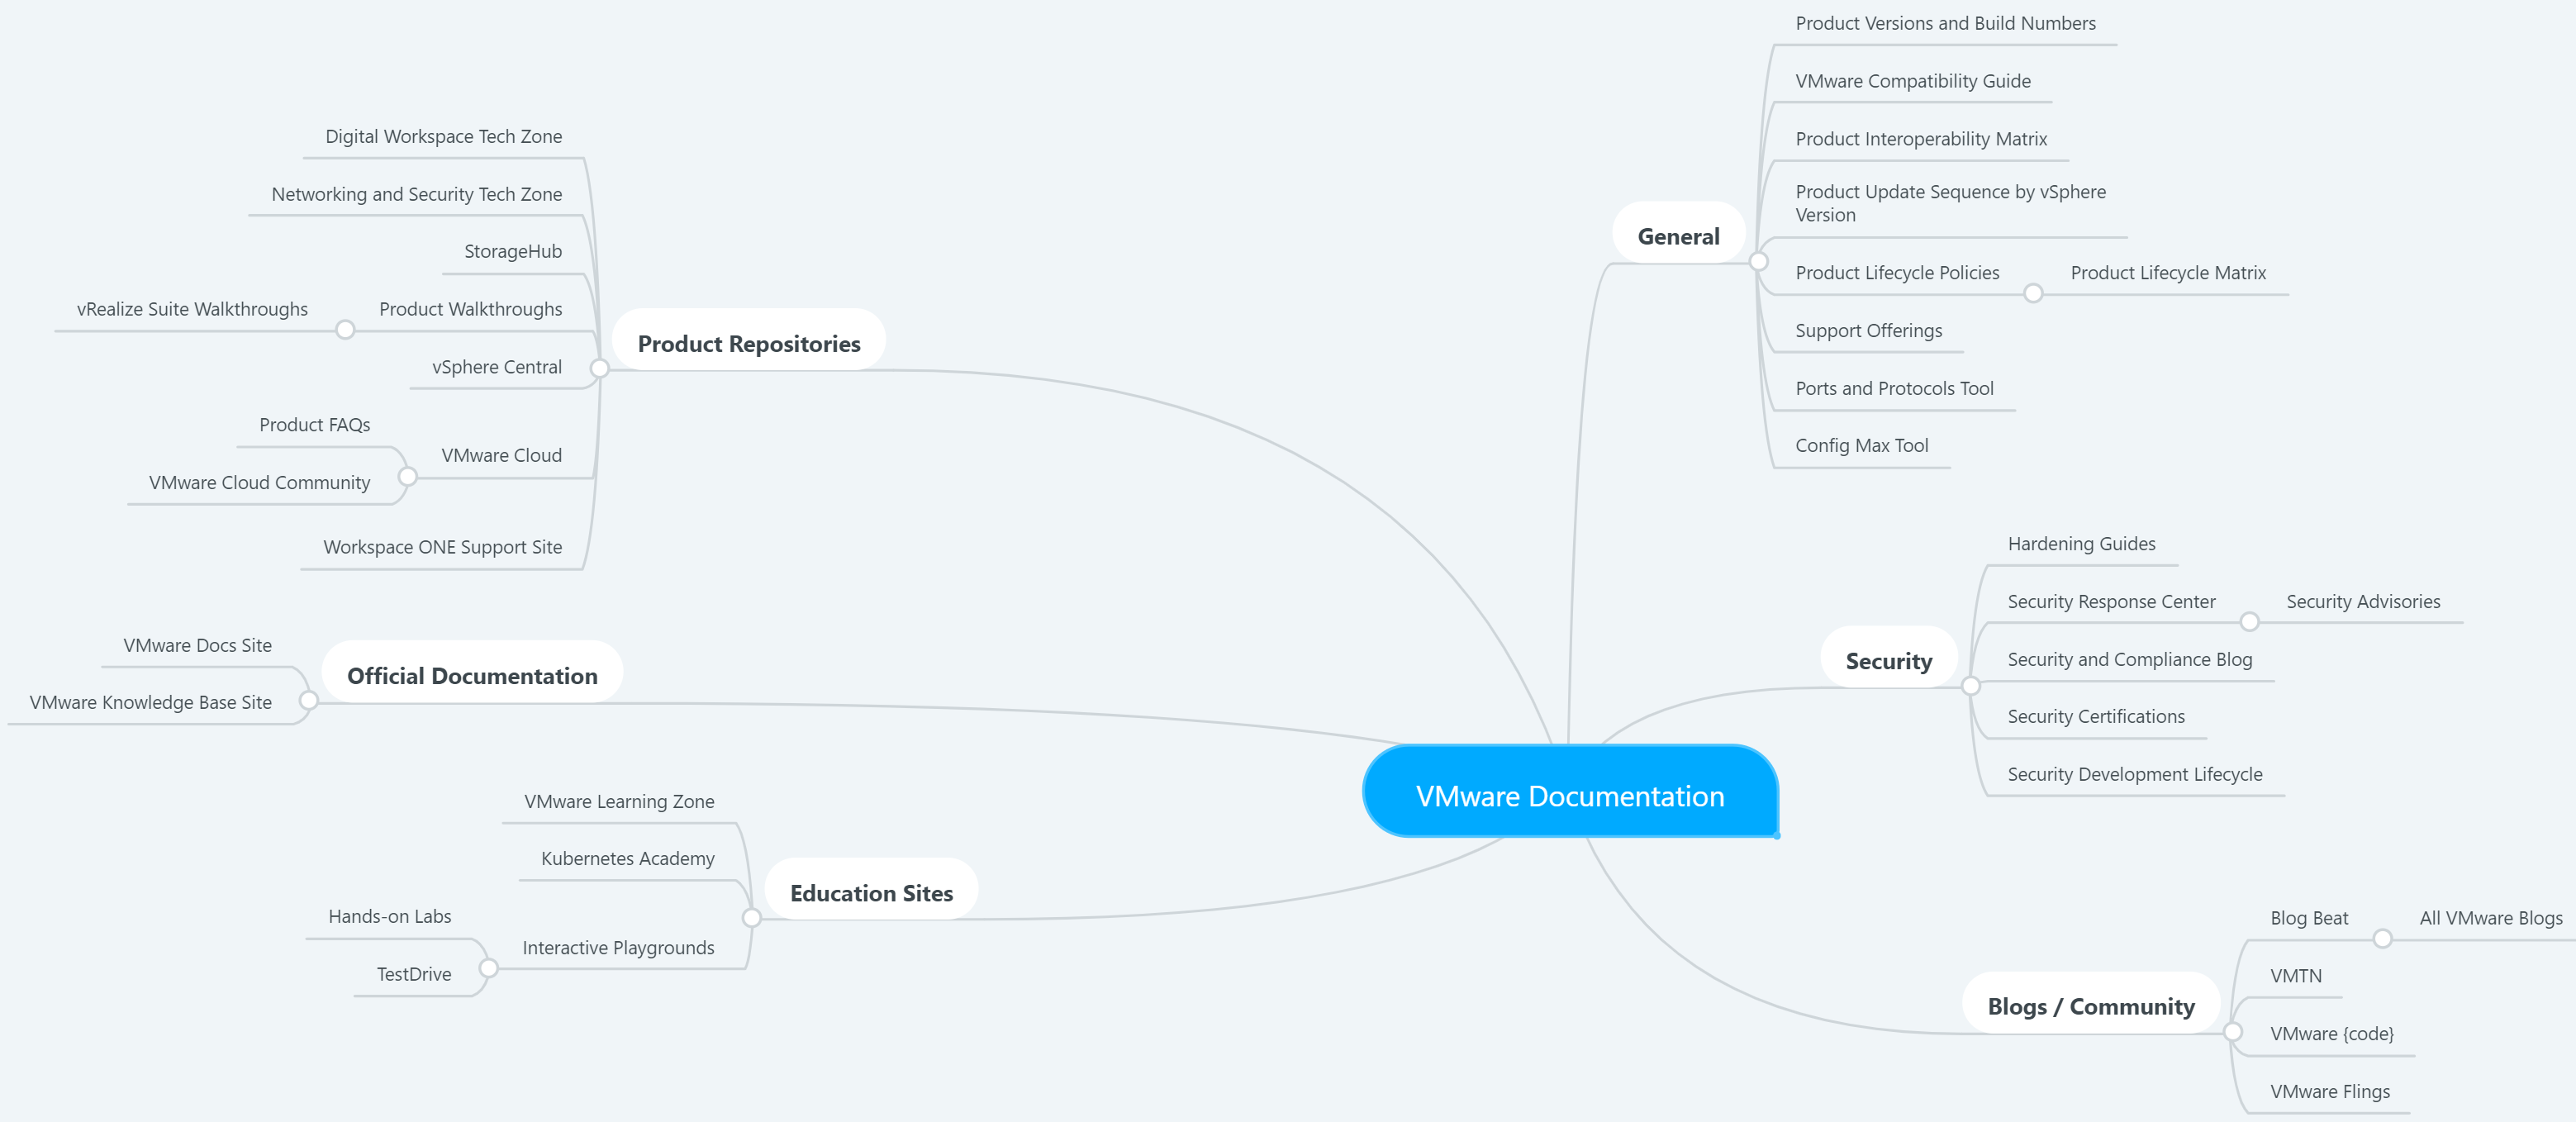 VMware Documentation
General
Product Versions and Build Numbers
VMware Compatibility Guide
Product Interoperability Matrix
Product Update Sequence by vSphere
Version
Product Lifecycle Policies
Product Lifecycle Matrix
Support Offerings
Ports and Protocols Tool
Config Max Tool
Security
Hardening Guides
Security Response Center
Security Advisories
Security and Compliance Blog
Security Certifications
Security Development Lifecycle
Blogs / Community
Blog Beat
All VMware Blogs
VMTN
VMware {code}
VMware Flings
Product Repositories
Digital Workspace Tech Zone
Networking and Security Tech Zone
StorageHub
Product Walkthroughs
vRealize Suite Walkthroughs
vSphere Central
VMware Cloud
Product FAQs
VMware Cloud Community
Workspace ONE Support Site
Official Documentation
VMware Docs Site
VMware Knowledge Base Site
Education Sites
VMware Learning Zone
Kubernetes Academy
Interactive Playgrounds
Hands-on Labs
TestDrive